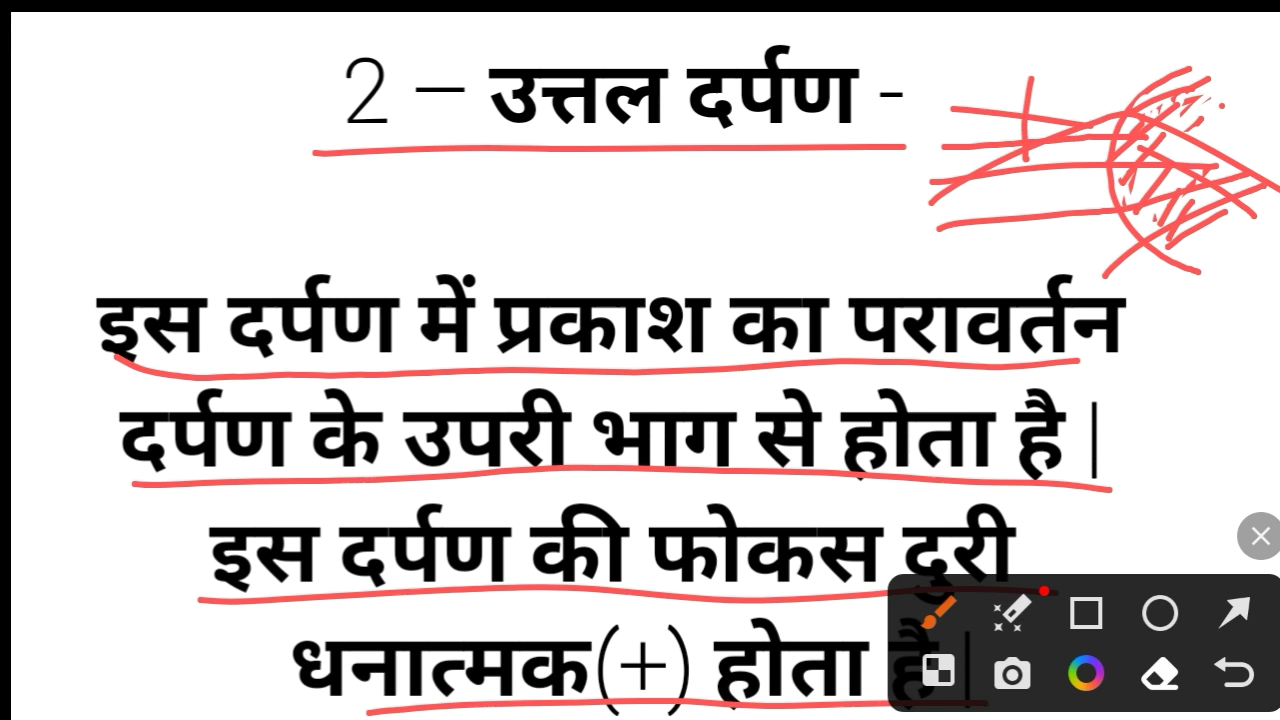 2 – उत्तल दर्पण -
इस दर्पण में प्रकाश का परावर्तन
दर्पण के उपरी भाग से होता है |
इस दर्पण की फोकस दुरी
धनात्मक(+) होता है |